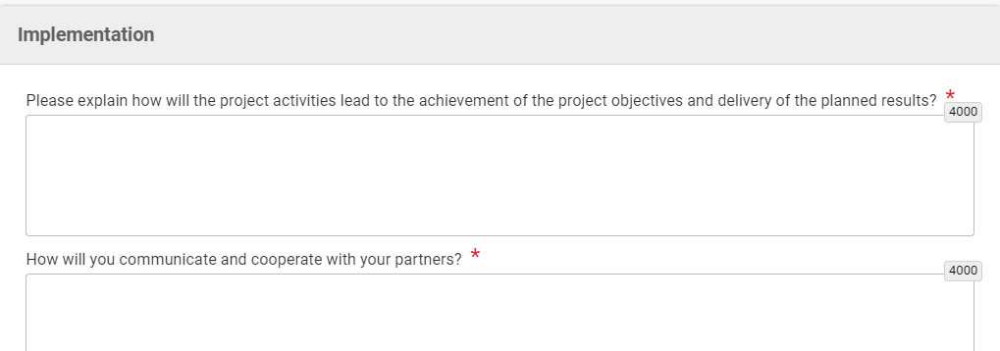 Implementation
Please explain how will the project activities lead to the achievement of the project objectives and delivery of the planned results? *
4000
How will you communicate and cooperate with your partners? *
4000